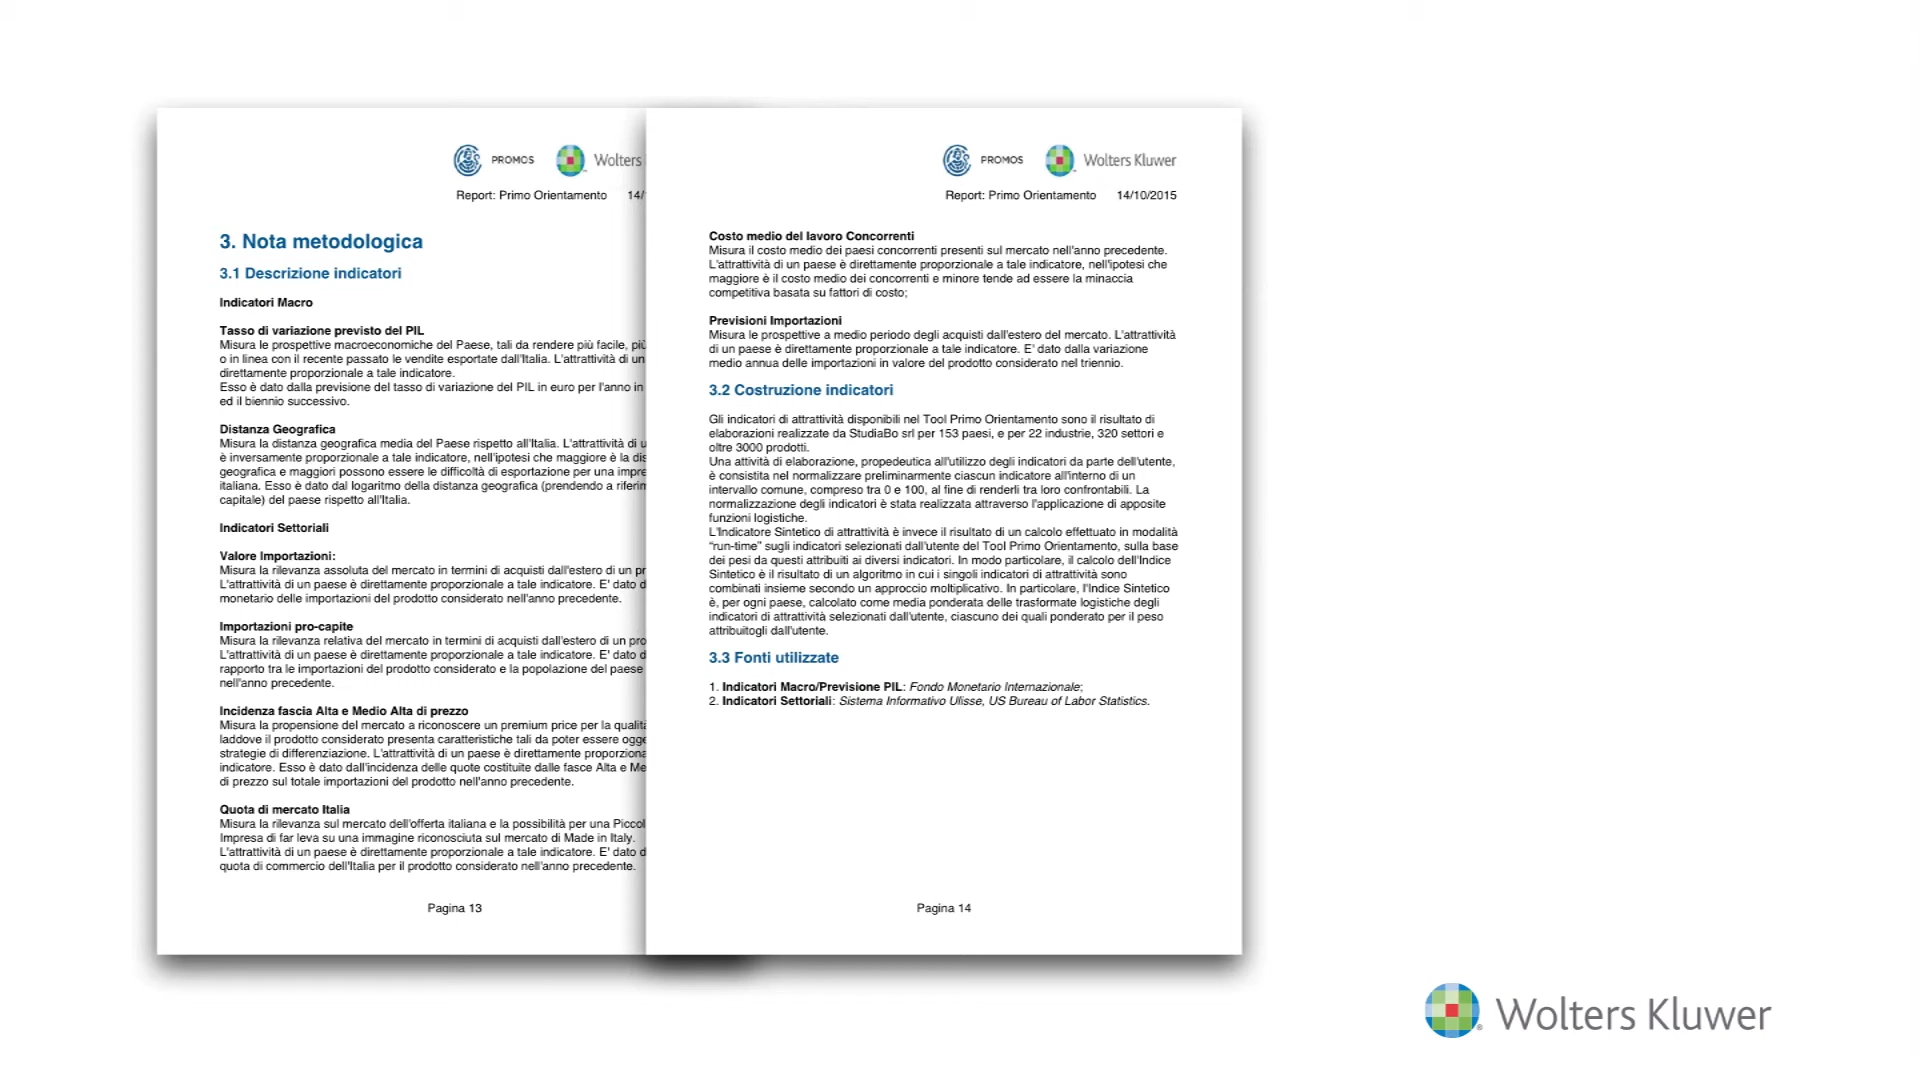 PROMOS Wolters
Report: Primo Orientamento 14/
3. Nota metodologica
3.1 Descrizione indicatori
Indicatori Macro
Tasso di variazione previsto del PIL
Misura le prospettive macroeconomiche del Paese, tali da rendere più facile, più
o in linea con il recente passato le vendite esportate dall'Italia. L'attrattività di un
direttamente proporzionale a tale indicatore.
Esso è dato dalla previsione del tasso di variazione del PIL in euro per l'anno in
ed il biennio successivo.
Distanza Geografica
Misura la distanza geografica media del Paese rispetto all'Italia. L'attrattività di
è inversamente proporzionale a tale indicatore, nell'ipotesi che maggiore è la
geografica e maggiori possono essere le difficoltà di esportazione per una
italiana. Esso è dato dal logaritmo della distanza geografica (prendendo a
capitale) del paese rispetto all'Italia.
Indicatori Settoriali
Valore Importazioni:
Misura la rilevanza assoluta del mercato in termini di acquisti dall'estero di un
L'attrattività di un paese è direttamente proporzionale a tale indicatore. E' dato
monetario delle importazioni del prodotto considerato nell'anno precedente.
Importazioni pro-capite
Misura la rilevanza relativa del mercato in termini di acquisti dall'estero di un
L'attrattività di un paese è direttamente proporzionale a tale indicatore. E' dato
rapporto tra le importazioni del prodotto considerato e la popolazione del paese
nell'anno precedente.
Incidenza fascia Alta e Medio Alta di prezzo
Misura la propensione del mercato a riconoscere un premium price per la qualità
laddove il prodotto considerato presenta caratteristiche tali da poter essere
strategie di differenziazione. L'attrattività di un paese è direttamente
indicatore. Esso è dato dall'incidenza delle quote costituite dalle fasce Alta e
di prezzo sul totale importazioni del prodotto nell'anno precedente.
Quota di mercato Italia
Misura la rilevanza sul mercato dell'offerta italiana e la possibilità per una
Impresa di far leva su una immagine riconosciuta sul mercato di Made in Italy.
L'attrattività di un paese è direttamente proporzionale a tale indicatore. E' dato
quota di commercio dell'Italia per il prodotto considerato nell'anno precedente.
Pagina 13
PROMOS Wolters Kluwer
Report: Primo Orientamento 14/10/2015
Costo medio del lavoro Concorrenti
Misura il costo medio dei paesi concorrenti presenti sul mercato nell'anno precedente.
L'attrattività di un paese è direttamente proporzionale a tale indicatore, nell'ipotesi che
maggiore è il costo medio dei concorrenti e minore tende ad essere la minaccia
competitiva basata su fattori di costo;
Previsioni Importazioni
Misura le prospettive a medio periodo degli acquisti dall'estero del mercato. L'attrattività
di un paese è direttamente proporzionale a tale indicatore. E' dato dalla variazione
medio annua delle importazioni in valore del prodotto considerato nel triennio.
3.2 Costruzione indicatori
Gli indicatori di attrattività disponibili nel Tool Primo Orientamento sono il risultato di
elaborazioni realizzate da StudiaBo srl per 153 paesi, e per 22 industrie, 320 settori e
oltre 3000 prodotti.
Una attività di elaborazione, propedeutica all'utilizzo degli indicatori da parte dell'utente,
è consistita nel normalizzare preliminarmente ciascun indicatore all'interno di un
intervallo comune, compreso tra 0 e 100, al fine di renderli tra loro confrontabili. La
normalizzazione degli indicatori è stata realizzata attraverso l'applicazione di apposite
funzioni logistiche.
L'Indicatore Sintetico di attrattività è invece il risultato di un calcolo effettuato in modalità
“run-time” sugli indicatori selezionati dall'utente del Tool Primo Orientamento, sulla base
dei pesi da questi attribuiti ai diversi indicatori. In modo particolare, il calcolo dell'Indice
Sintetico è il risultato di un algoritmo in cui i singoli indicatori di attrattività sono
combinati insieme secondo un approccio moltiplicativo. In particolare, l'Indice Sintetico
è, per ogni paese, calcolato come media ponderata delle trasformate logistiche degli
indicatori di attrattività selezionati dall'utente, ciascuno dei quali ponderato per il peso
attribuitogli dall'utente.
3.3 Fonti utilizzate
1. Indicatori Macro/Previsione PIL: Fondo Monetario Internazionale;
2. Indicatori Settoriali: Sistema Informativo Ulisse, US Bureau of Labor Statistics.
Pagina 14
Wolters Kluwer